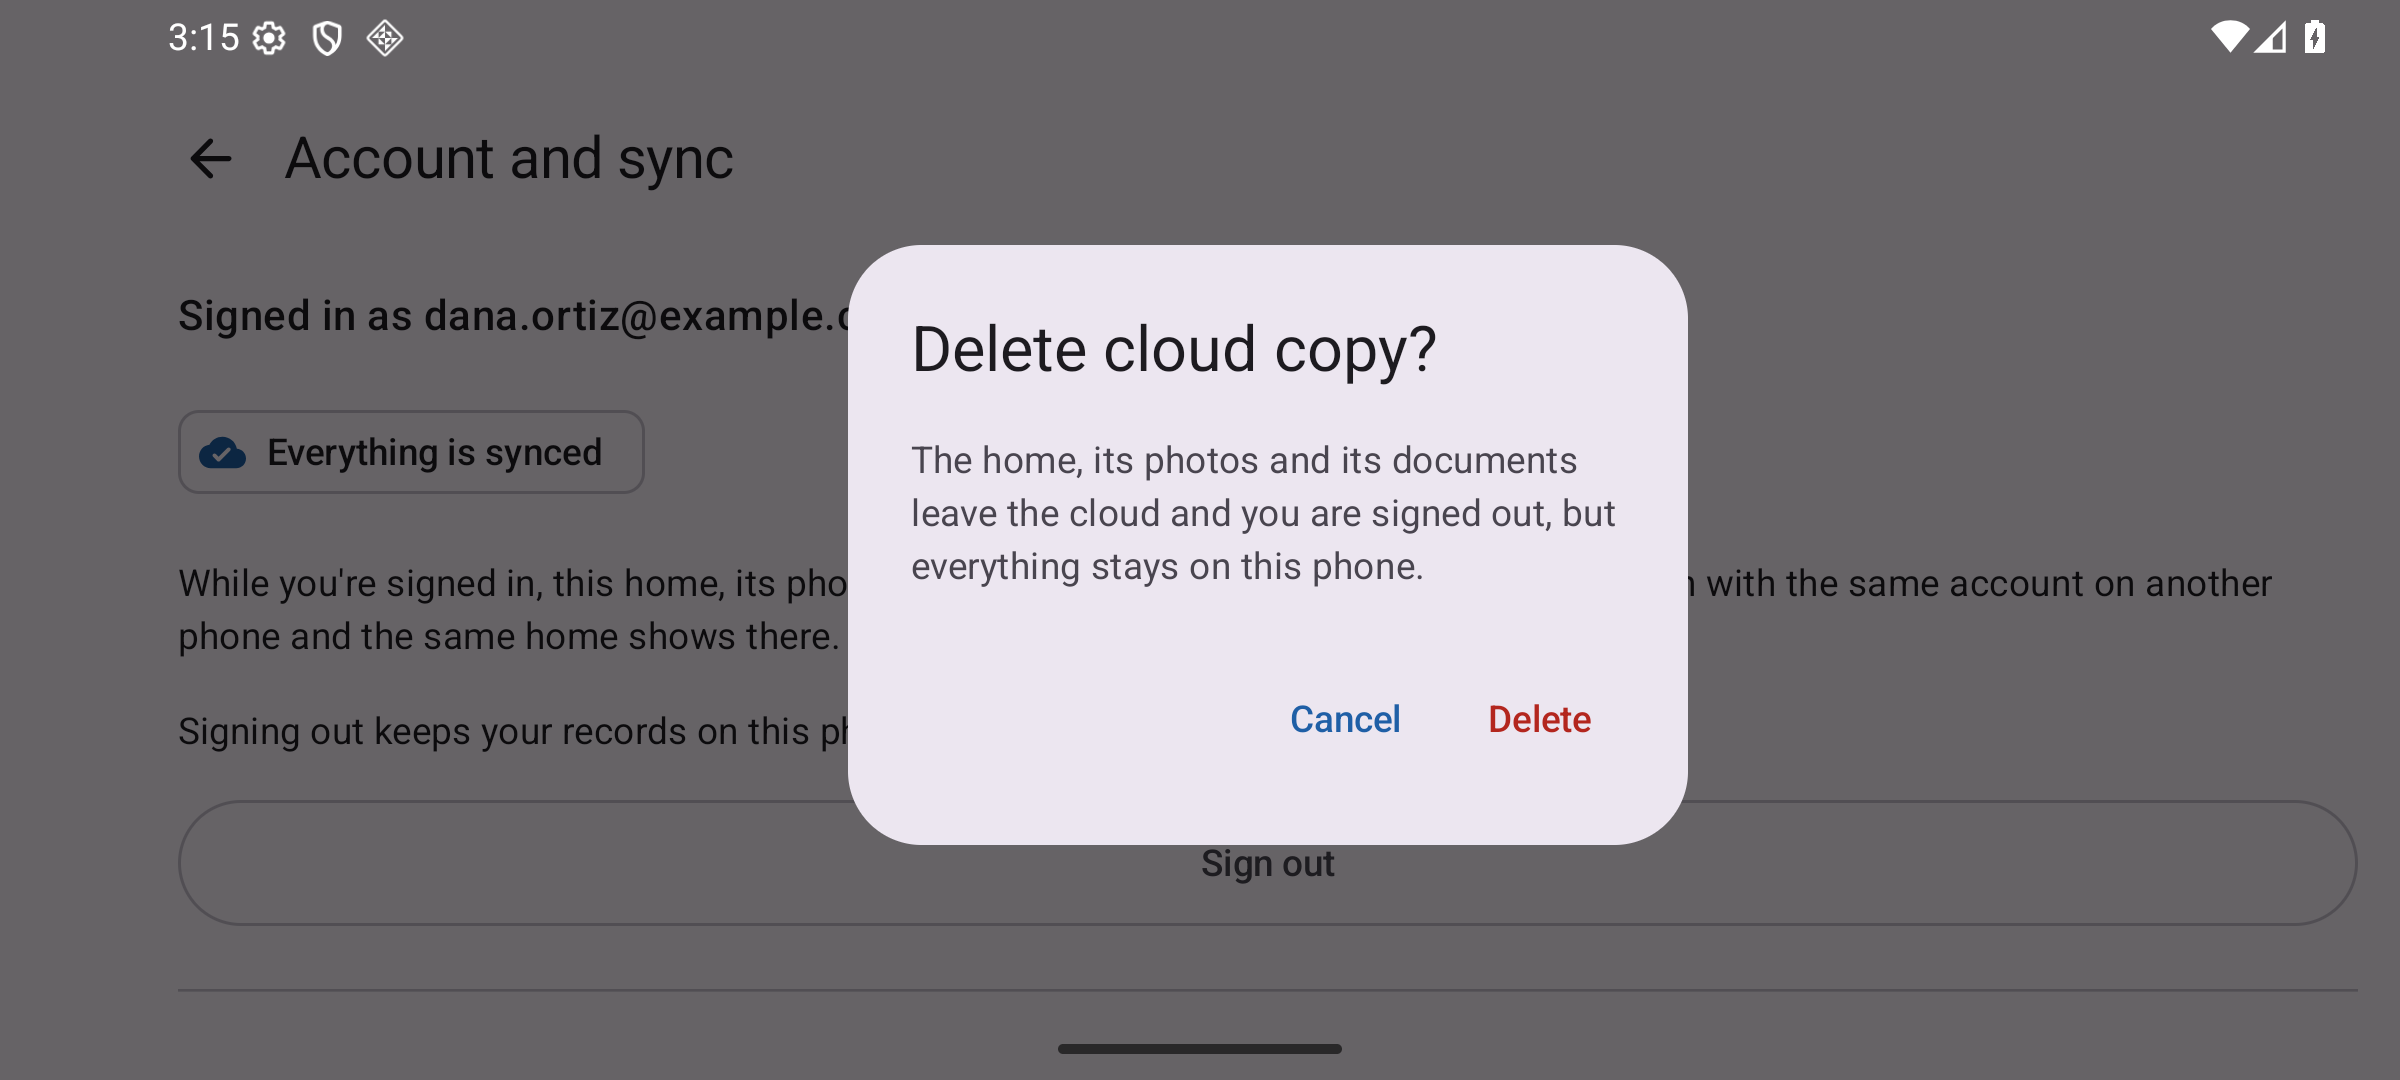 3:15
Account and sync
Signed in as dana.ortiz@example.
Everything is synced
While you're signed in, this home, its
with the same account on another
phone and the same home shows there.
Signing out keeps your records on this
Delete cloud copy?
The home, its photos and its documents
leave the cloud and you are signed out, but
everything stays on this phone.
Cancel
Delete
Sign out